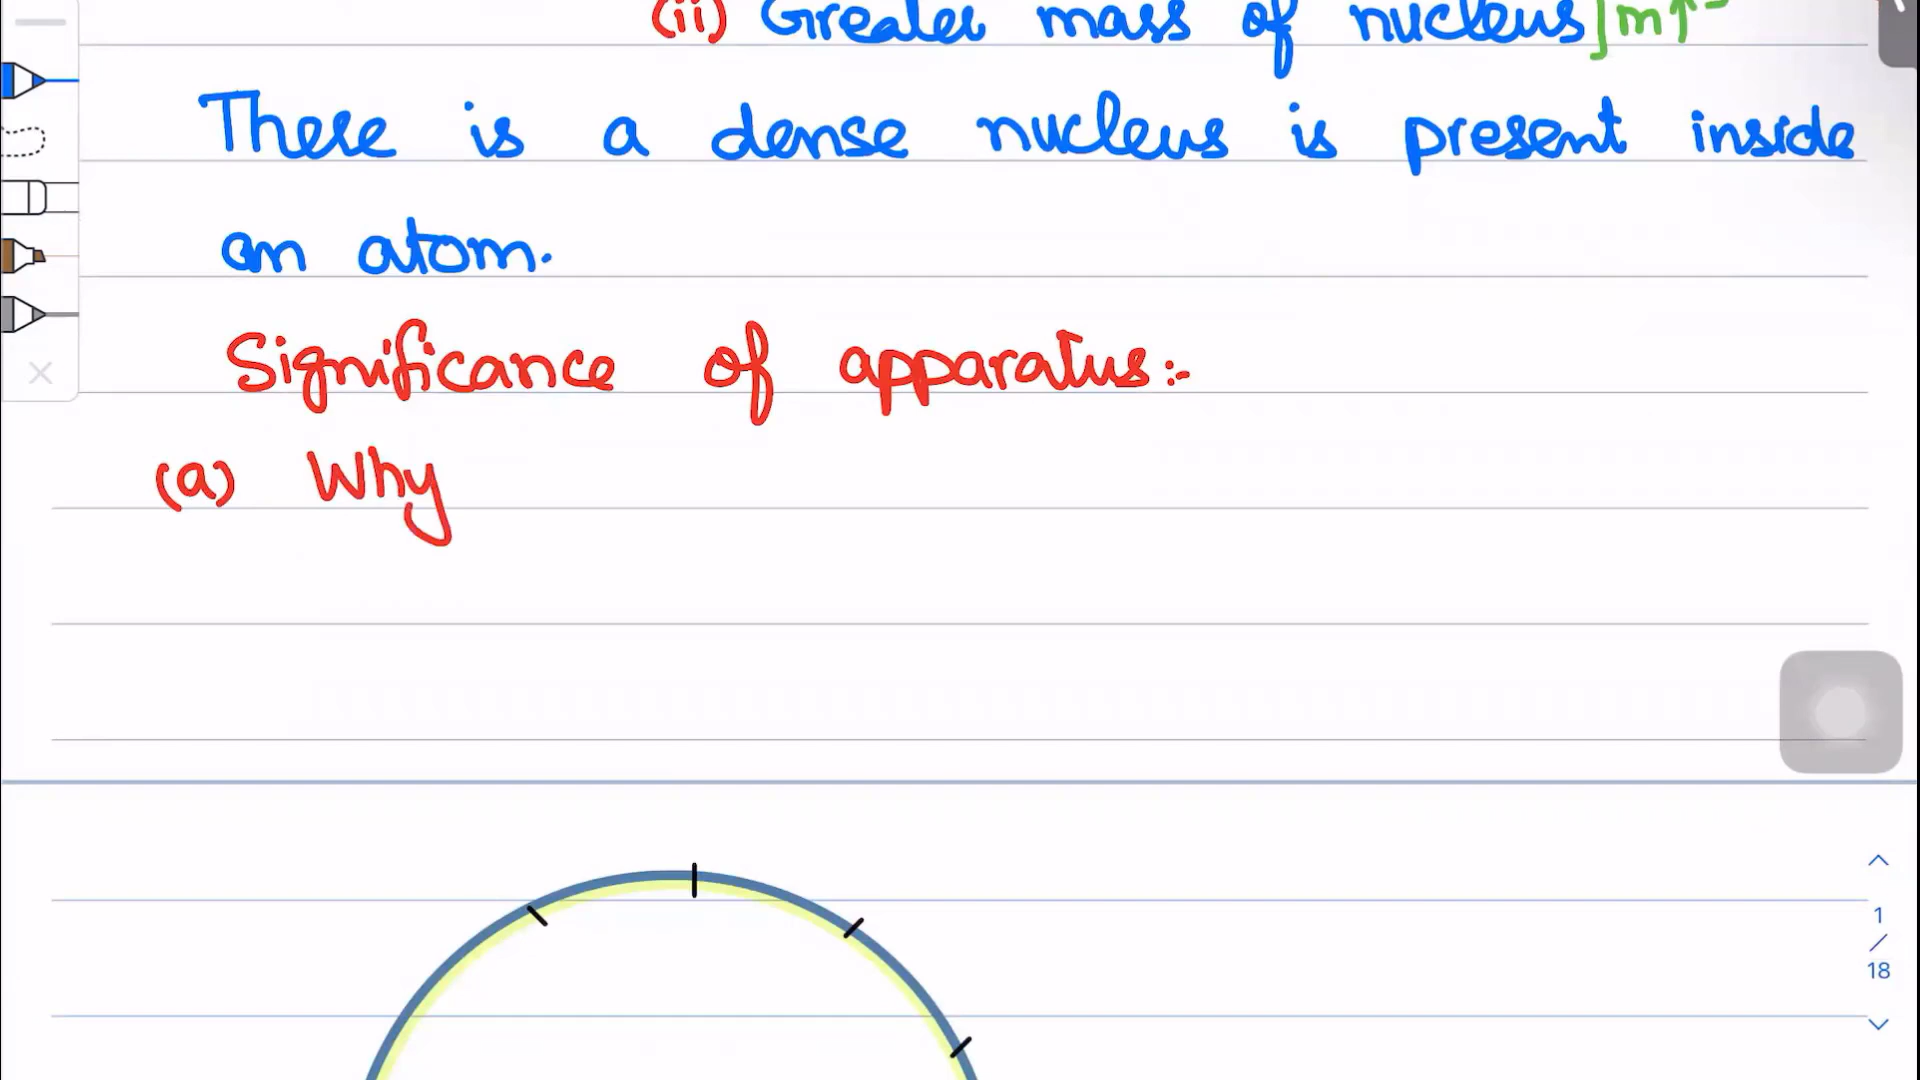 (ii) Greater mass of nucleus] m↑
There is a dense nucleus is present inside
an atom.
Significance of apparatus:-
(a) Why
1
/
18